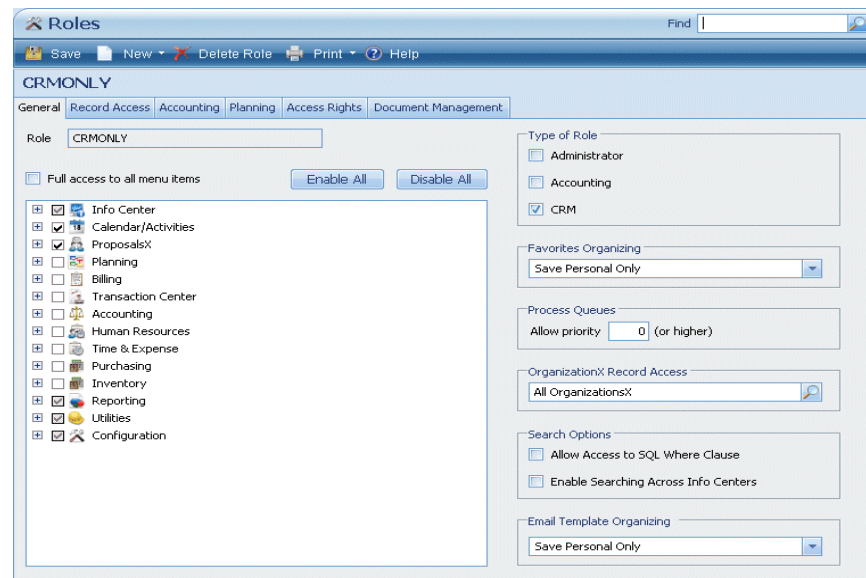 Roles
Find
Save New Delete Role Print Help
CRMONLY
General Record Access Accounting Planning Access Rights Document Management
Role CRMONLY
Full access to all menu items Enable All Disable All
Info Center
18 Calendar/Activities
ProposalsX
Planning
Billing
Transaction Center
Accounting
Human Resources
Time & Expense
Purchasing
Inventory
Reporting
Utilities
Configuration
Type of Role
Administrator
Accounting
CRM
Favorites Organizing
Save Personal Only
Process Queues
Allow priority 0 (or higher)
OrganizationX Record Access
All OrganizationsX
Search Options
Allow Access to SQL Where Clause
Enable Searching Across Info Centers
Email Template Organizing
Save Personal Only